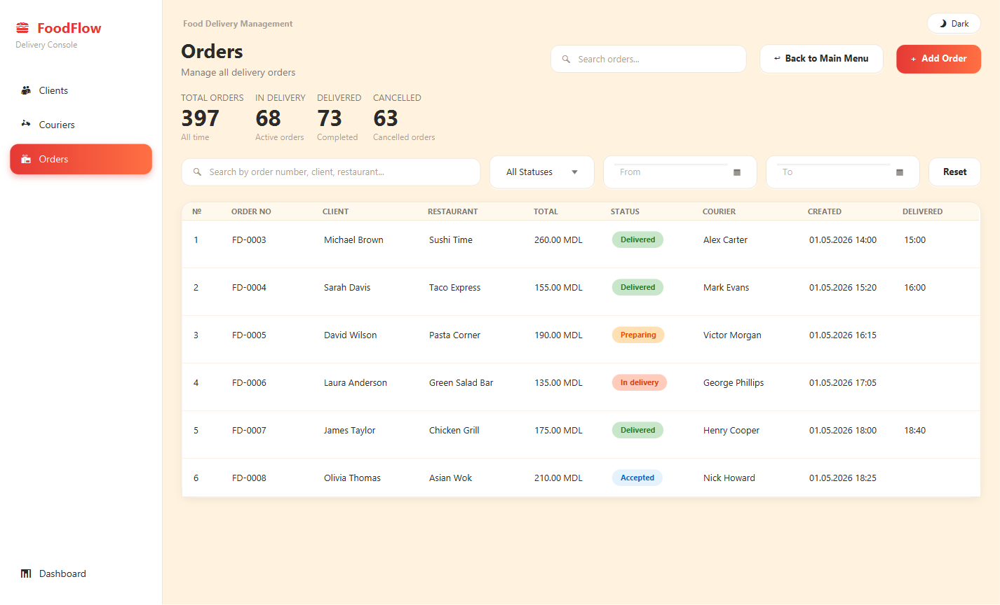 FoodFlow
Delivery Console
Clients
Couriers
Orders
Dashboard
Food Delivery Management
Dark
Orders
Manage all delivery orders
Search orders...
Back to Main Menu
+ Add Order
TOTAL ORDERS IN DELIVERY DELIVERED CANCELLED
397 68 73 63
All time Active orders Completed Cancelled orders
Search by order number, client, restaurant...
All Statuses
From
To
Reset
№ ORDER NO CLIENT RESTAURANT TOTAL STATUS COURIER CREATED DELIVERED
1 FD-0003 Michael Brown Sushi Time 260.00 MDL Delivered Alex Carter 01.05.2026 14:00 15:00
2 FD-0004 Sarah Davis Taco Express 155.00 MDL Delivered Mark Evans 01.05.2026 15:20 16:00
3 FD-0005 David Wilson Pasta Corner 190.00 MDL Preparing Victor Morgan 01.05.2026 16:15
4 FD-0006 Laura Anderson Green Salad Bar 135.00 MDL In delivery George Phillips 01.05.2026 17:05
5 FD-0007 James Taylor Chicken Grill 175.00 MDL Delivered Henry Cooper 01.05.2026 18:00 18:40
6 FD-0008 Olivia Thomas Asian Wok 210.00 MDL Accepted Nick Howard 01.05.2026 18:25